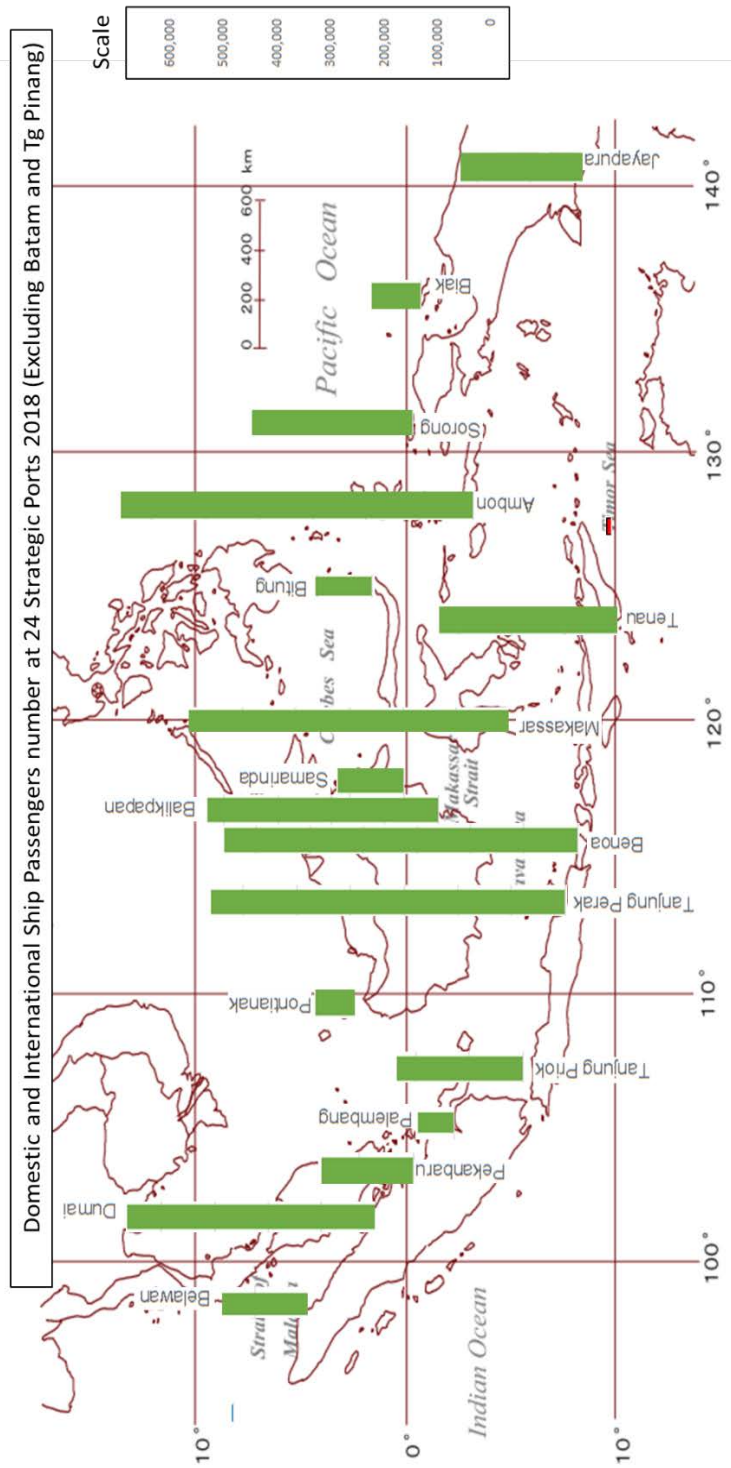 Domestic and International Ship Passengers number at 24 Strategic Ports 2018 (Excluding Batam and Tg Pinang)
Scale
600,000
500,000
400,000
300,000
200,000
100,000
0
0 200 400 600 km
Pacific Ocean
Belawan
Dumai
Pekanbaru
Palembang
Tanjung Priok
Pontianak
Tanjung Perak
Benoa
Balikpapan
Samarinda
Makassar
Tenau
Bitung
Ambon
Sorong
Biak
Jayapura
Makassar
Strait
Sea
Indian Ocean
Sea
10°
0°
10°
100°
110°
120°
130°
140°